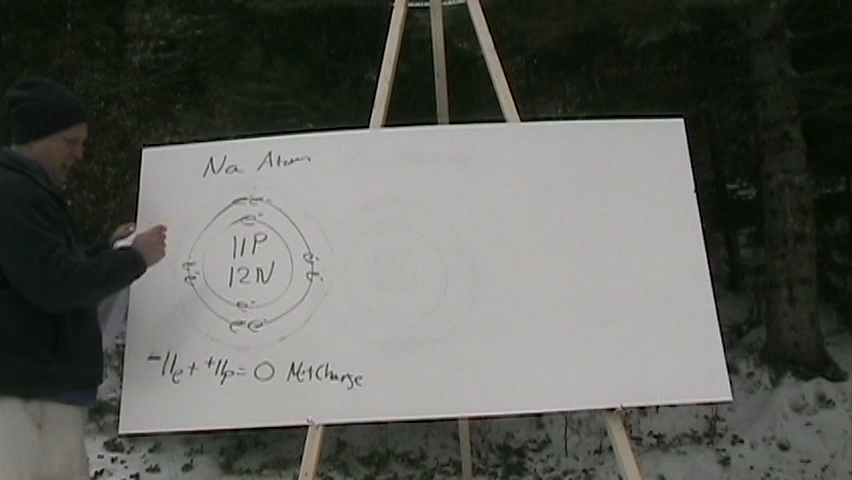 Na Atom
e- e-
e-
11P
e- e-
12N
e- e-
e-
e- e-
-11e + +11p = 0 Net Charge